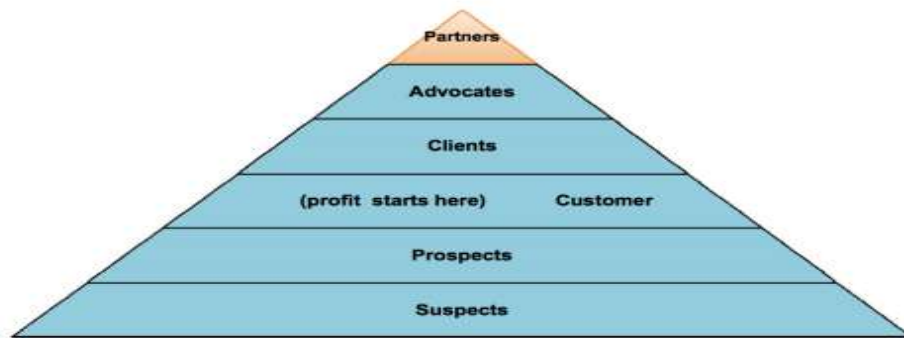 Partners
Advocates
Clients
(profit starts here) Customer
Prospects
Suspects